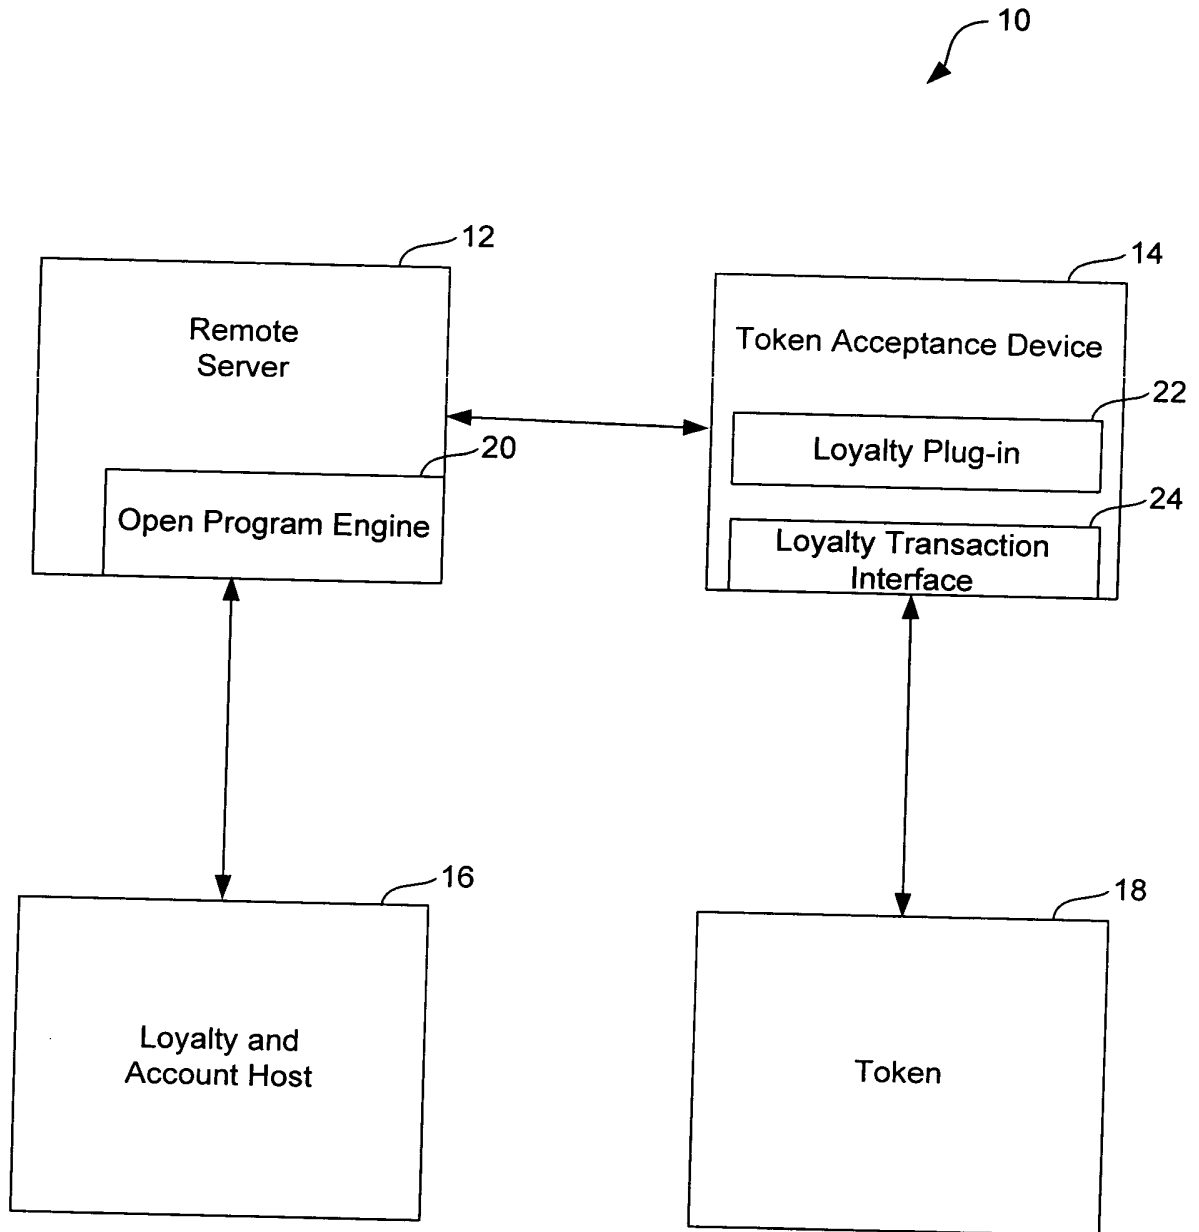 10
12
Remote
Server
14
Token Acceptance Device
22
Loyalty Plug-in
20
Open Program Engine
24
Loyalty Transaction
Interface
16
Loyalty and
Account Host
18
Token